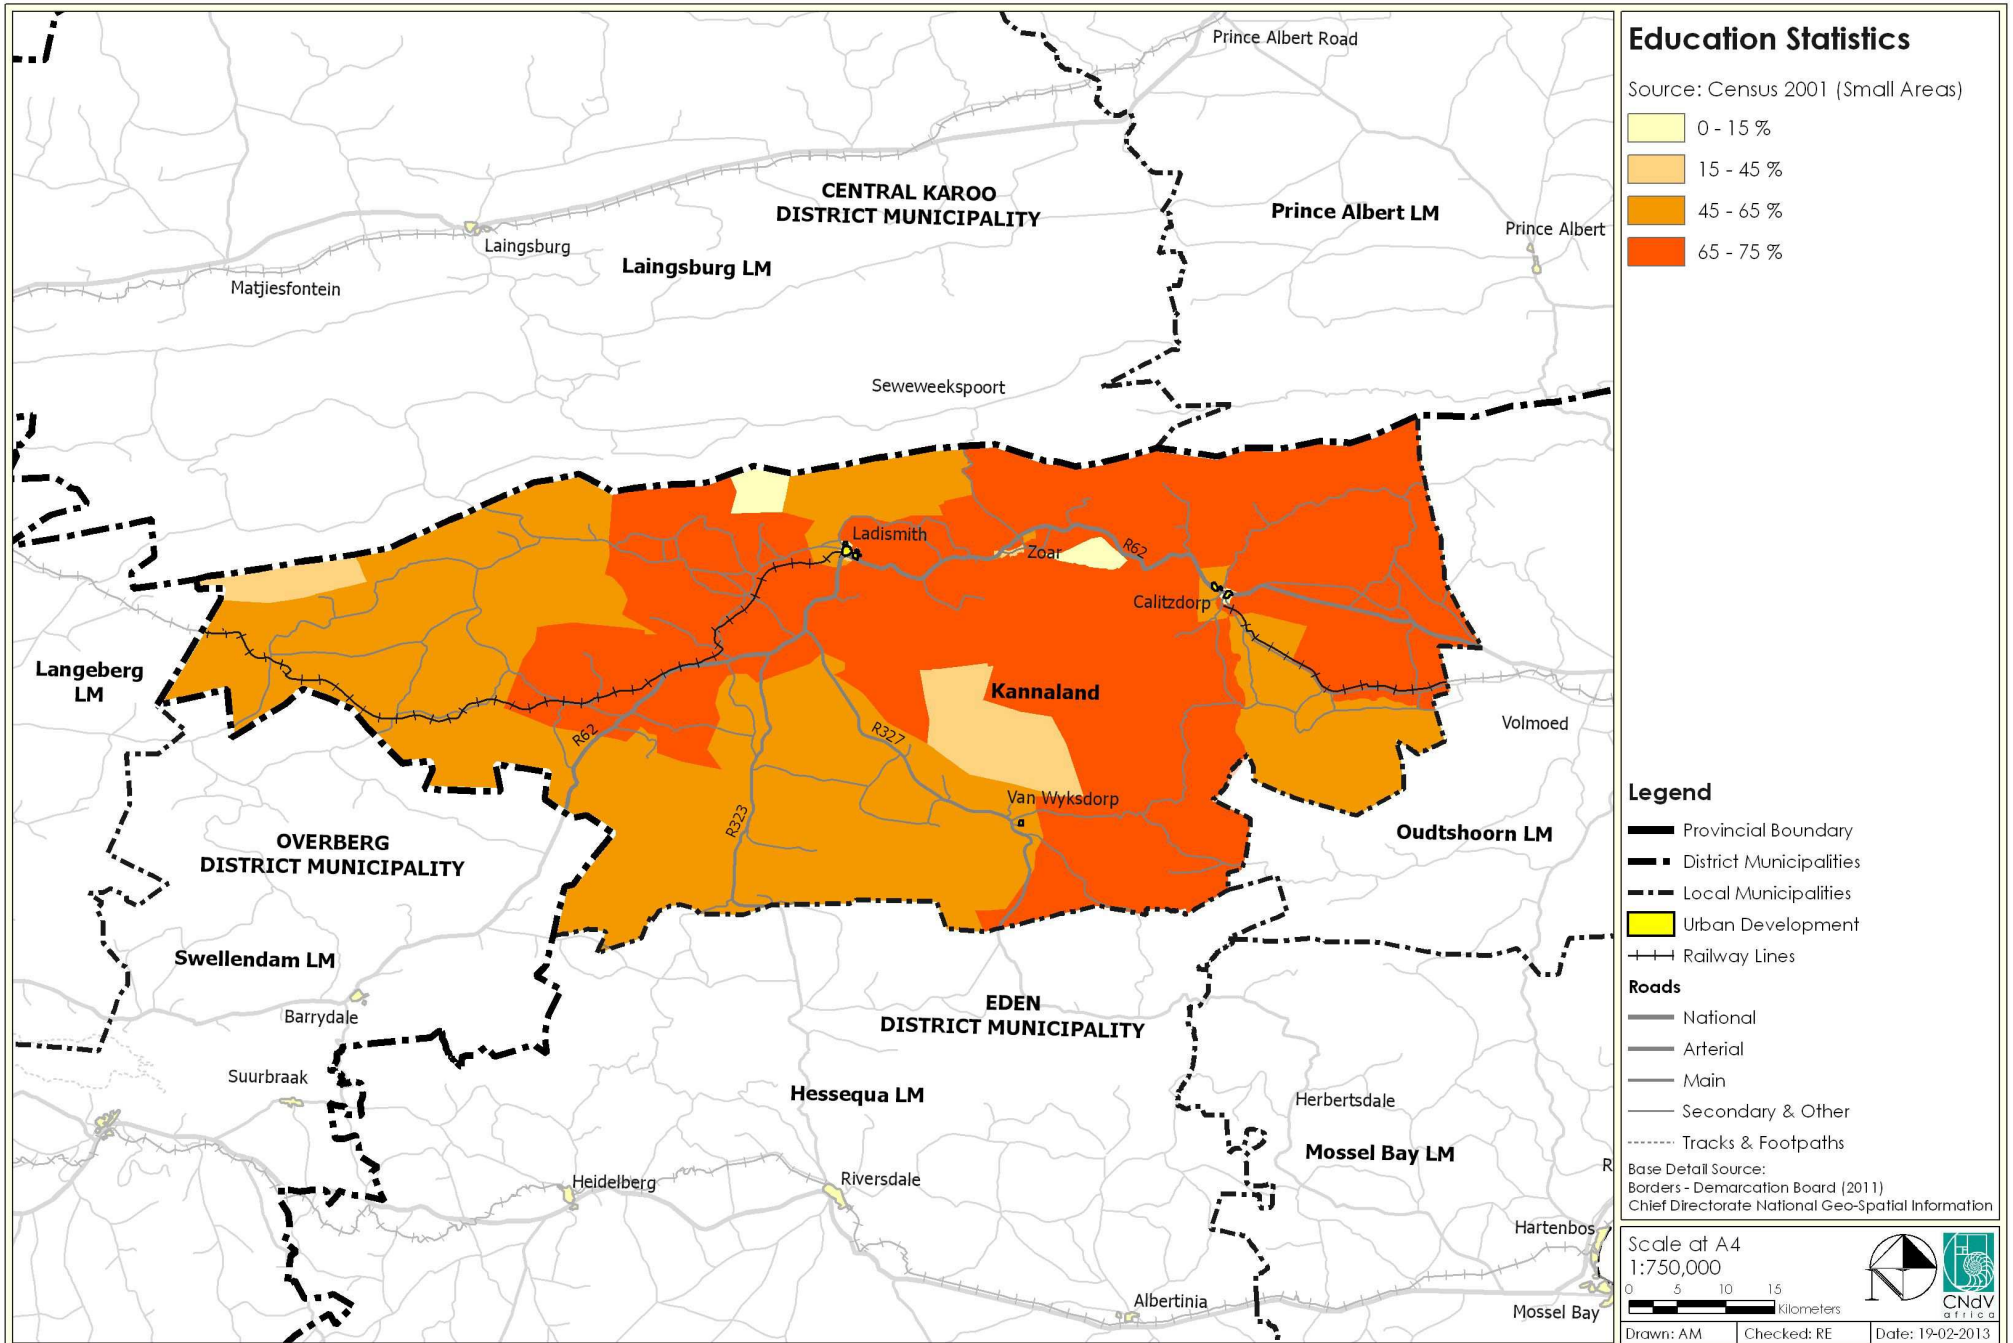 Prince Albert Road
CENTRAL KAROO
DISTRICT MUNICIPALITY
Prince Albert LM
Prince Albert
Laingsburg
Laingsburg LM
Matjiesfontein
Seweweekspoort
Ladismith
Zoar
R62
Calitzdorp
Langeberg
LM
Kannaland
Volmoed
R62
R327
Van Wyksdorp
R323
Oudtshoorn LM
OVERBERG
DISTRICT MUNICIPALITY
Swellendam LM
Barrydale
EDEN
DISTRICT MUNICIPALITY
Suurbraak
Hessequa LM
Herbertsdale
Mossel Bay LM
R
Heidelberg
Riversdale
Hartenbos
Albertinia
Mossel Bay
Education Statistics
Source: Census 2001 (Small Areas)
0 - 15 %
15 - 45 %
45 - 65 %
65 - 75 %
Legend
Provincial Boundary
District Municipalities
Local Municipalities
Urban Development
Railway Lines
Roads
National
Arterial
Main
Secondary & Other
Tracks & Footpaths
Base Detail Source:
Borders - Demarcation Board (2011)
Chief Directorate National Geo-Spatial Information
Scale at A4
1:750,000
0 5 10 15
Kilometers
CNdV
africa
Drawn: AM
Checked: RE
Date: 19-02-2013